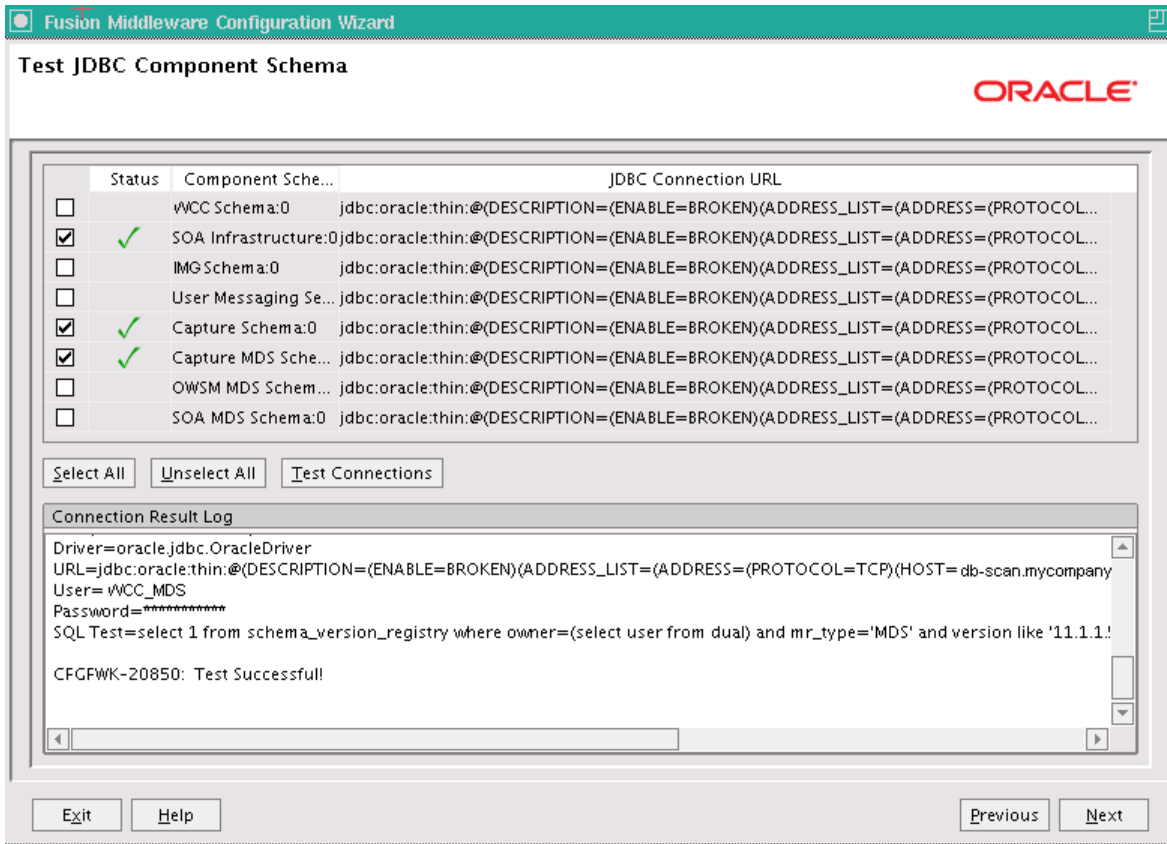 Fusion Middleware Configuration Wizard
Test JDBC Component Schema
ORACLE
Status Component Sche... JDBC Connection URL
WCC Schema:0 jdbc:oracle:thin:@(DESCRIPTION=(ENABLE=BROKEN)(ADDRESS_LIST=(ADDRESS=(PROTOCOL...
SOA Infrastructure:0 jdbc:oracle:thin:@(DESCRIPTION=(ENABLE=BROKEN)(ADDRESS_LIST=(ADDRESS=(PROTOCOL...
IMG Schema:0 jdbc:oracle:thin:@(DESCRIPTION=(ENABLE=BROKEN)(ADDRESS_LIST=(ADDRESS=(PROTOCOL...
User Messaging Se... jdbc:oracle:thin:@(DESCRIPTION=(ENABLE=BROKEN)(ADDRESS_LIST=(ADDRESS=(PROTOCOL...
Capture Schema:0 jdbc:oracle:thin:@(DESCRIPTION=(ENABLE=BROKEN)(ADDRESS_LIST=(ADDRESS=(PROTOCOL...
Capture MDS Sche... jdbc:oracle:thin:@(DESCRIPTION=(ENABLE=BROKEN)(ADDRESS_LIST=(ADDRESS=(PROTOCOL...
OWSM MDS Schem... jdbc:oracle:thin:@(DESCRIPTION=(ENABLE=BROKEN)(ADDRESS_LIST=(ADDRESS=(PROTOCOL...
SOA MDS Schema:0 jdbc:oracle:thin:@(DESCRIPTION=(ENABLE=BROKEN)(ADDRESS_LIST=(ADDRESS=(PROTOCOL...
Select All Unselect All Test Connections
Connection Result Log
Driver=oracle.jdbc.OracleDriver
URL=jdbc:oracle:thin:@(DESCRIPTION=(ENABLE=BROKEN)(ADDRESS_LIST=(ADDRESS=(PROTOCOL=TCP)(HOST= db-scan.mycompany
User= WCC_MDS
Password=***********
SQL Test=select 1 from schema_version_registry where owner=(select user from dual) and mr_type='MDS' and version like '11.1.1.
CFGFWK-20850: Test Successful!
Exit Help Previous Next